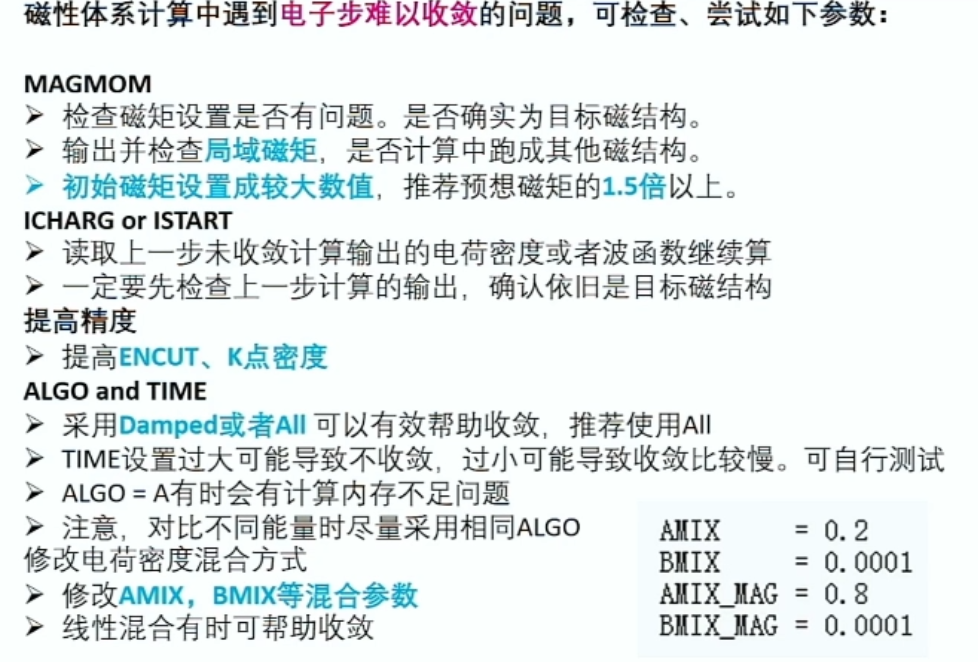 磁性体系计算中遇到电子步难以收敛的问题，可检查、尝试如下参数：
MAGMOM
➢ 检查磁矩设置是否有问题。是否确实为目标磁结构。
➢ 输出并检查局域磁矩，是否计算中跑成其他磁结构。
➢ 初始磁矩设置成较大数值，推荐预想磁矩的1.5倍以上。
ICHARG or ISTART
➢ 读取上一步未收敛计算输出的电荷密度或者波函数继续算
➢ 一定要先检查上一步计算的输出，确认依旧是目标磁结构
提高精度
➢ 提高ENCUT、K点密度
ALGO and TIME
➢ 采用Damped或者All 可以有效帮助收敛，推荐使用All
➢ TIME设置过大可能导致不收敛，过小可能导致收敛比较慢。可自行测试
➢ ALGO = A有时会有计算内存不足问题
➢ 注意，对比不同能量时尽量采用相同ALGO
修改电荷密度混合方式
➢ 修改AMIX，BMIX等混合参数
➢ 线性混合有时可帮助收敛
AMIX = 0.2
BMIX = 0.0001
AMIX_MAG = 0.8
BMIX_MAG = 0.0001